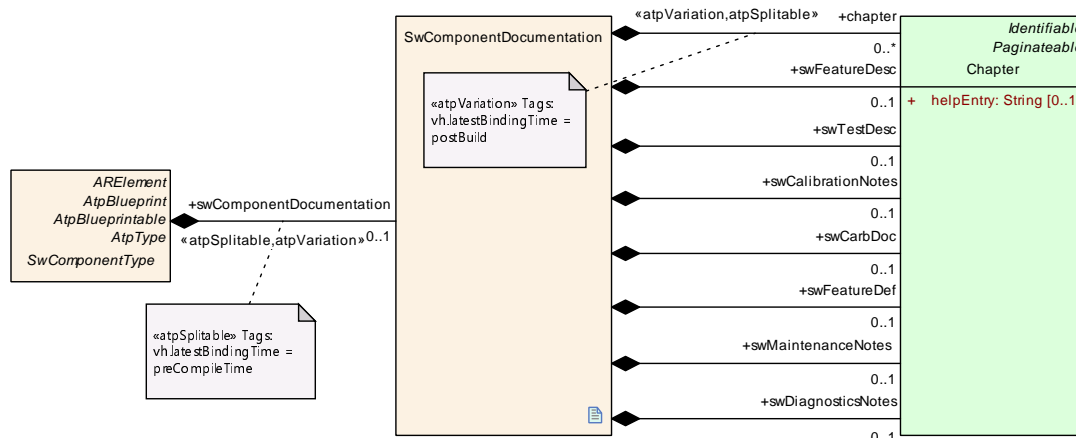 «atpVariation,atpSplitable»
+chapter
0..*
SwComponentDocumentation
Identifiable
Paginateable
Chapter
+ helpEntry: String [0..1
+swFeatureDesc
0..1
«atpVariation» Tags:
vh.latestBindingTime =
postBuild
+swTestDesc
0..1
+swCalibrationNotes
0..1
ARElement
AtpBlueprint
AtpBlueprintable
AtpType
SwComponentType
+swComponentDocumentation
«atpSplitable,atpVariation»
0..1
+swCarbDoc
0..1
+swFeatureDef
0..1
«atpSplitable» Tags:
vh.latestBindingTime =
preCompileTime
+swMaintenanceNotes
0..1
+swDiagnosticsNotes
0..1